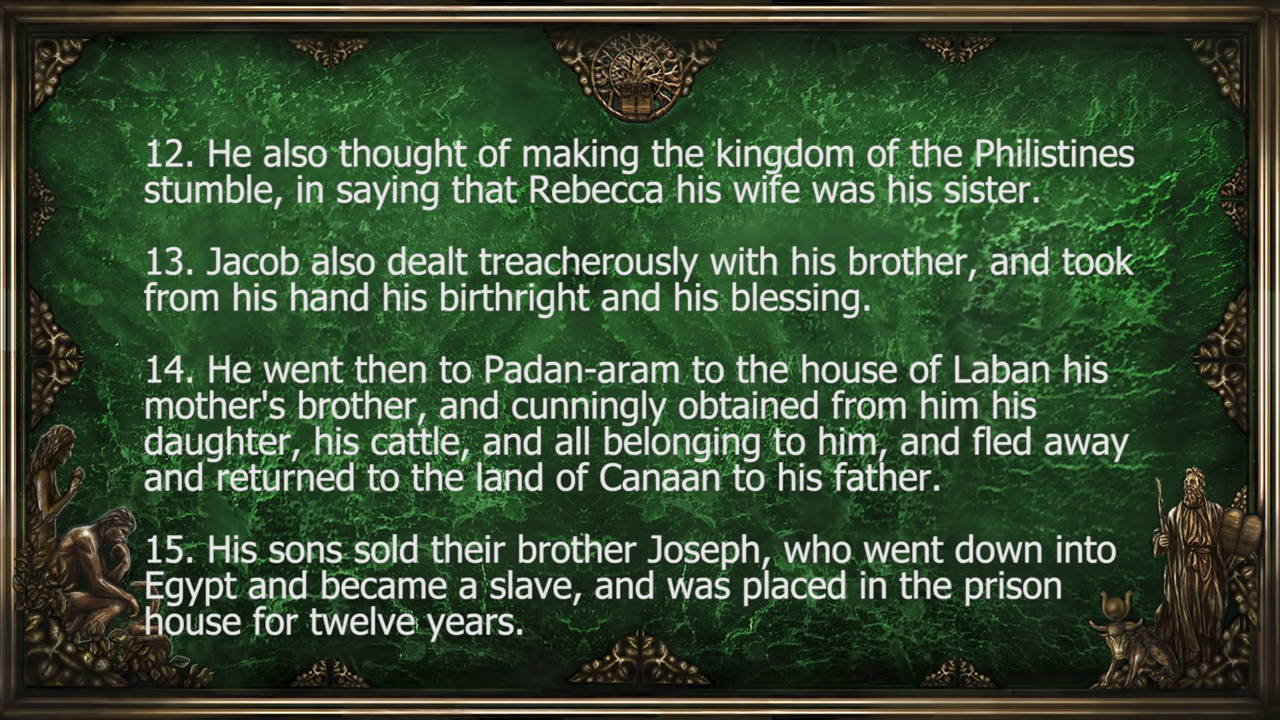 12. He also thought of making the kingdom of the Philistines
stumble, in saying that Rebecca his wife was his sister.
13. Jacob also dealt treacherously with his brother, and took
from his hand his birthright and his blessing.
14. He went then to Padan-aram to the house of Laban his
mother's brother, and cunningly obtained from him his
daughter, his cattle, and all belonging to him, and fled away
and returned to the land of Canaan to his father.
15. His sons sold their brother Joseph, who went down into
Egypt and became a slave, and was placed in the prison
house for twelve years.